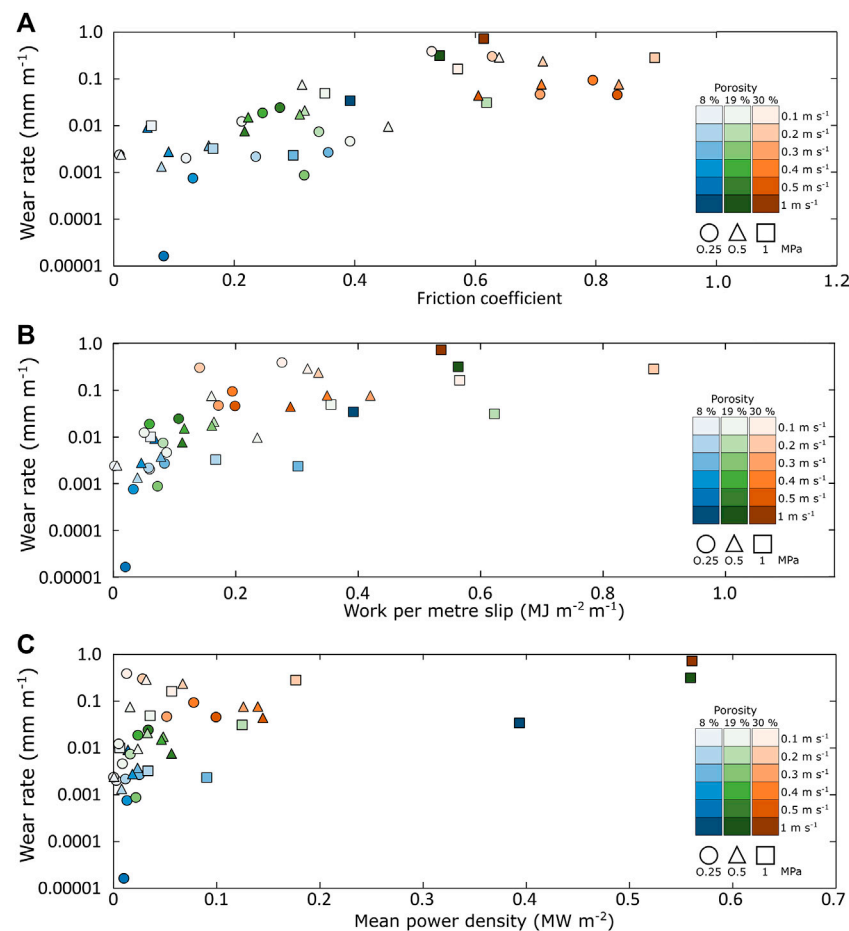 A
Wear rate (mm m⁻¹)
1.0
0.1
0.01
0.001
0.0001
0.00001
0
0.2
0.4
0.6
0.8
1.0
1.2
Friction coefficient
Porosity
8 % 19 % 30 %
0.1 m s⁻¹
0.2 m s⁻¹
0.3 m s⁻¹
0.4 m s⁻¹
0.5 m s⁻¹
1 m s⁻¹
0.25 0.5 1 MPa
B
Wear rate (mm m⁻¹)
1.0
0.1
0.01
0.001
0.0001
0.00001
0
0.2
0.4
0.6
0.8
1.0
Work per metre slip (MJ m⁻² m⁻¹)
Porosity
8 % 19 % 30 %
0.1 m s⁻¹
0.2 m s⁻¹
0.3 m s⁻¹
0.4 m s⁻¹
0.5 m s⁻¹
1 m s⁻¹
0.25 0.5 1 MPa
C
Wear rate (mm m⁻¹)
1.0
0.1
0.01
0.001
0.0001
0.00001
0
0.1
0.2
0.3
0.4
0.5
0.6
0.7
Mean power density (MW m⁻²)
Porosity
8 % 19 % 30 %
0.1 m s⁻¹
0.2 m s⁻¹
0.3 m s⁻¹
0.4 m s⁻¹
0.5 m s⁻¹
1 m s⁻¹
0.25 0.5 1 MPa